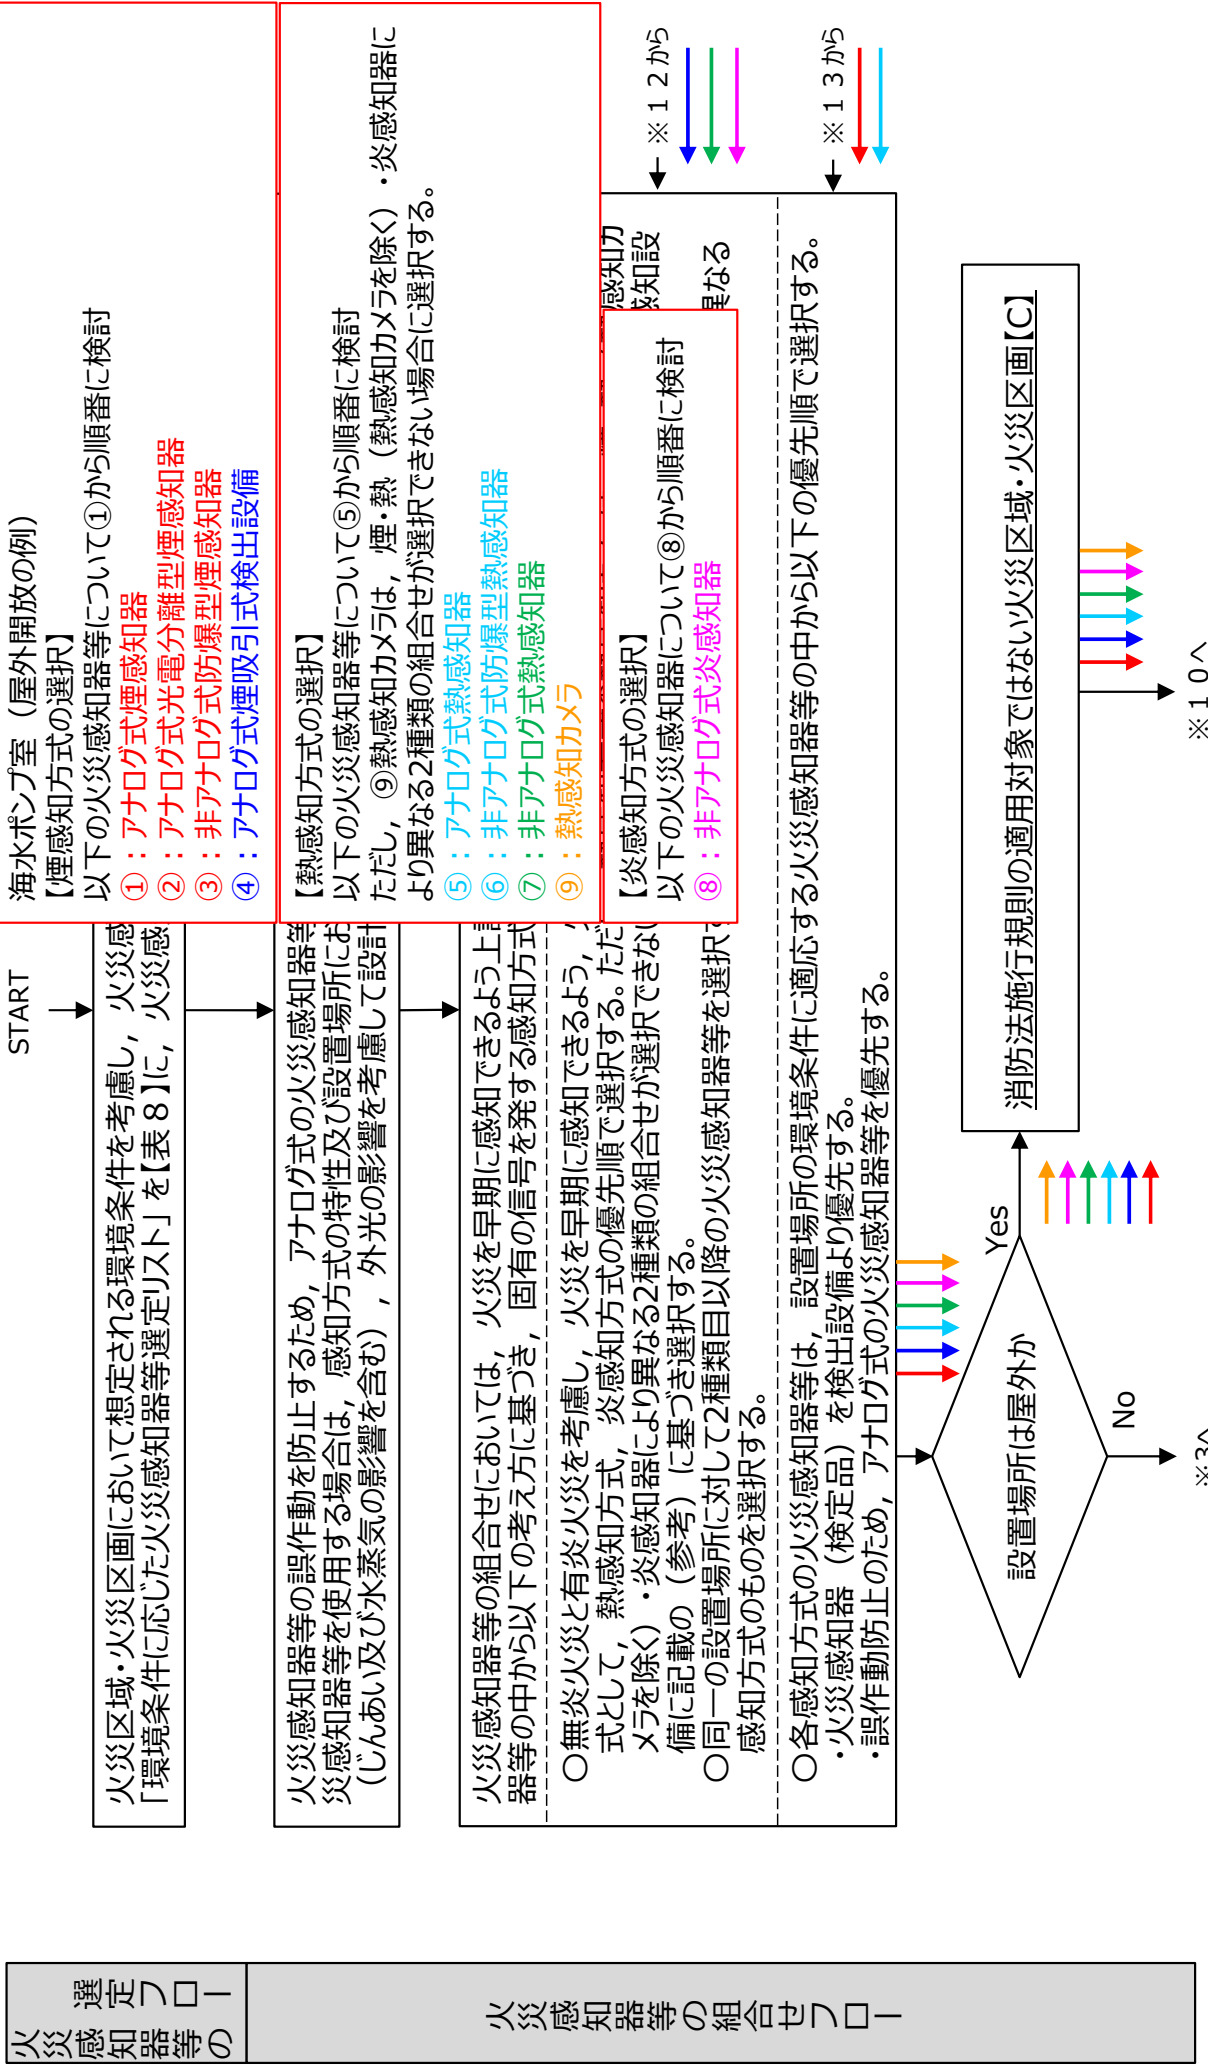 海水ポンプ室（屋外開放の例）
【煙感知方式の選択】
以下の火災感知器等について①から順番に検討
①：アナログ式煙感知器
②：アナログ式光電分離型煙感知器
③：非アナログ式防爆型煙感知器
④：アナログ式煙吸引式検出設備
【熱感知方式の選択】
以下の火災感知器等について⑤から順番に検討
ただし，⑨熱感知カメラは，煙・熱（熱感知カメラを除く）・炎感知器に
より異なる2種類の組合せが選択できない場合に選択する。
⑤：アナログ式熱感知器
⑥：非アナログ式防爆型熱感知器
⑦：非アナログ式熱感知器
⑨：熱感知カメラ
【炎感知方式の選択】
以下の火災感知器について⑧から順番に検討
⑧：非アナログ式炎感知器
火災感知器等の
選定フロー
START
火災区域・火災区画において想定される環境条件を考慮し，火災感
「環境条件に応じた火災感知器等選定リスト」を【表８】に，火災感
火災感知器等の組合せフロー
火災感知器等の誤作動を防止するため，アナログ式の火災感知器等
災感知器等を使用する場合は，感知方式の特性及び設置場所にお
（じんあい及び水蒸気の影響を含む），外光の影響を考慮して設計
火災感知器等の組合せにおいては，火災を早期に感知できるよう上
器等の中から以下の考え方に基づき，固有の信号を発する感知方式
〇無炎火災と有炎火災を考慮し，火災を早期に感知できるよう，
感知力
式として，熱感知方式，炎感知方式の優先順で選択する。ただ
感知設
メラを除く）・炎感知器により異なる2種類の組合せが選択できな
備に記載の（参考）に基づき選択する。
〇同一の設置場所に対して2種類目以降の火災感知器等を選択
異なる
感知方式のものを選択する。
〇各感知方式の火災感知器等は，設置場所の環境条件に適応する火災感知器等の中から以下の優先順で選択する。
・火災感知器（検定品）を検出設備より優先する。
・誤作動防止のため，アナログ式の火災感知器等を優先する。
※１２から
※１３から
設置場所は屋外か
Yes
No
※3へ
消防法施行規則の適用対象ではない火災区域・火災区画【C】
※１０へ